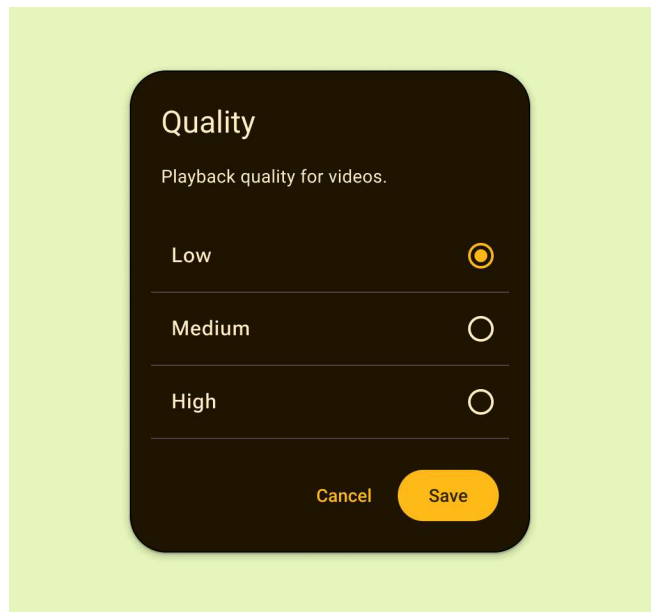 Quality
Playback quality for videos.
Low
Medium
High
Cancel Save